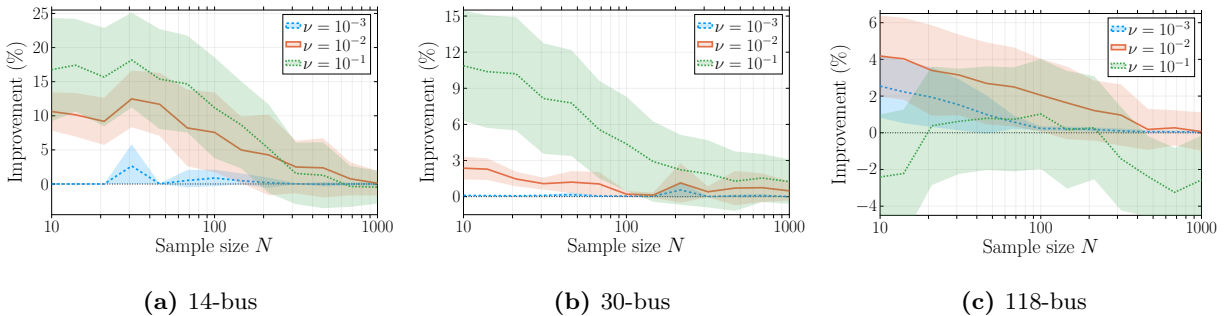 Improvement (%)
25
20
15
10
5
0
ν = 10⁻³
ν = 10⁻²
ν = 10⁻¹
10
100
1000
Sample size N
(a) 14-bus
Improvement (%)
15
12
9
6
3
0
ν = 10⁻³
ν = 10⁻²
ν = 10⁻¹
10
100
1000
Sample size N
(b) 30-bus
Improvement (%)
6
4
2
0
−2
−4
ν = 10⁻³
ν = 10⁻²
ν = 10⁻¹
10
100
1000
Sample size N
(c) 118-bus